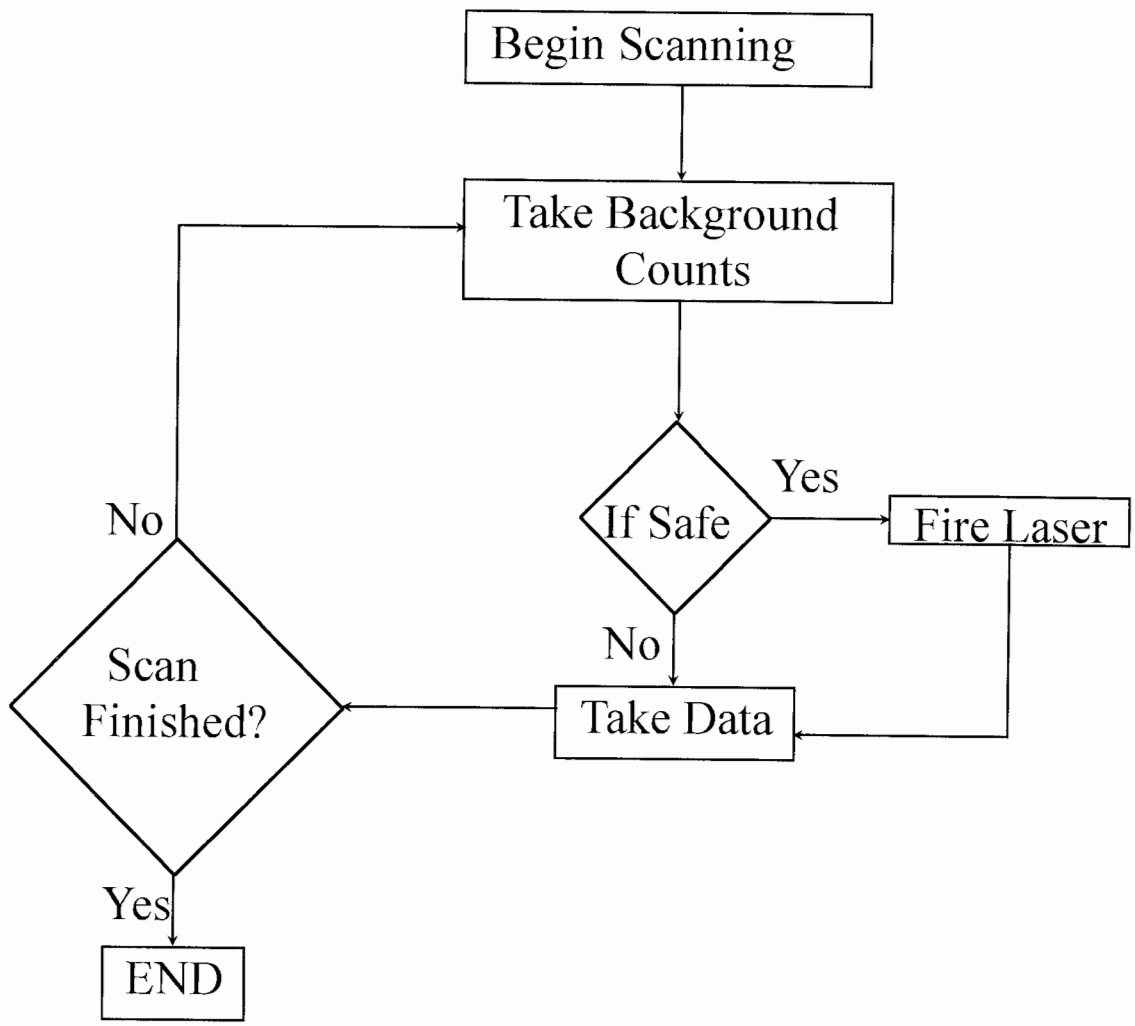 Begin Scanning
Take Background
Counts
If Safe
Yes
Fire Laser
No
Take Data
Scan
Finished?
No
Yes
END